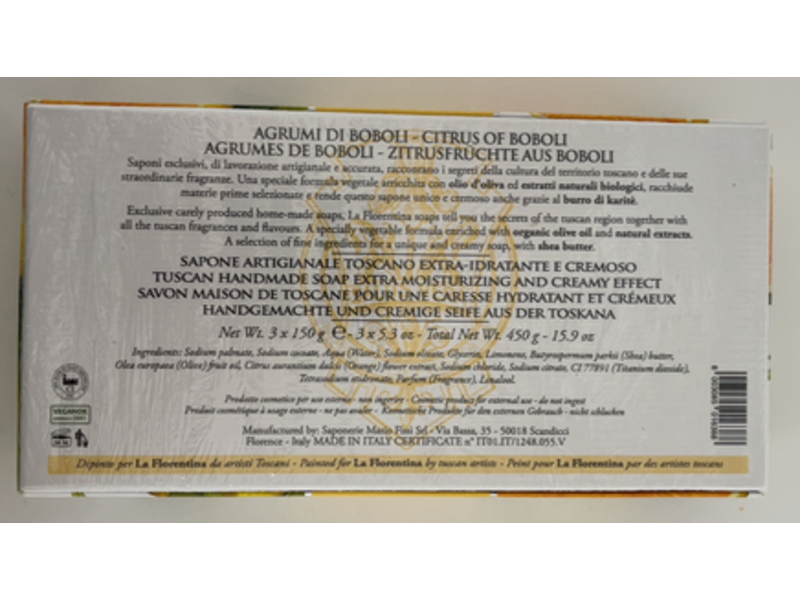 AGRUMI DI BOBOLI - CITRUS OF BOBOLI
AGRUMES DE BOBOLI - ZITRUSFRÜCHTE AUS BOBOLI
Saponi esclusivi, di lavorazione artigianale e accurata, raccontano i segreti della cultura del territorio toscano e delle sue
straordinarie fragranze. Una speciale formula vegetale arricchita con olio d'oliva ed estratti naturali biologici, racchiude
materie prime selezionate e rende questo sapone unico e cremoso anche grazie al burro di karitè.
Exclusive carely produced home-made soaps, La Florentina soaps tell you the secrets of the tuscan region together with
all the tuscan fragrances and flavours. A specially vegetable formula enriched with organic olive oil and natural extracts.
A selection of fine ingredients for a unique and creamy soap, with shea butter.
SAPONE ARTIGIANALE TOSCANO EXTRA-IDRATANTE E CREMOSO
TUSCAN HANDMADE SOAP EXTRA MOISTURIZING AND CREAMY EFFECT
SAVON MAISON DE TOSCANE POUR UNE CARESSE HYDRATANT ET CRÉMEUX
HANDGEMACHTE UND CREMIGE SEIFE AUS DER TOSKANA
Net Wt. 3 x 150 g ℮ - 3 x 5.3 oz - Total Net Wt. 450 g - 15.9 oz
Ingredients: Sodium palmate, Sodium cocoate, Aqua (Water), Sodium olivate, Glycerin, Limonene, Butyrospermum parkii (Shea) butter,
Olea europaea (Olive) fruit oil, Citrus aurantium dulcis (Orange) flower extract, Sodium chloride, Sodium citrate, CI 77891 (Titanium dioxide),
Tetrasodium etidronate, Parfum (Fragrance), Linalool.
Prodotto cosmetico per uso esterno - non ingerire - Cosmetic product for external use - do not ingest
Produit cosmétique à usage externe - ne pas avaler - Kosmetische Produkte für den externen Gebrauch - nicht schlucken
Manufactured by: Saponerie Mario Fissi Srl - Via Bassa, 35 - 50018 Scandicci
Florence - Italy MADE IN ITALY CERTIFICATE n° IT01.IT/1248.055.V
Dipinto per La Florentina da artisti Toscani - Painted for La Florentina by tuscan artists - Peint pour La Florentina par des artistes toscans
VEGANOK